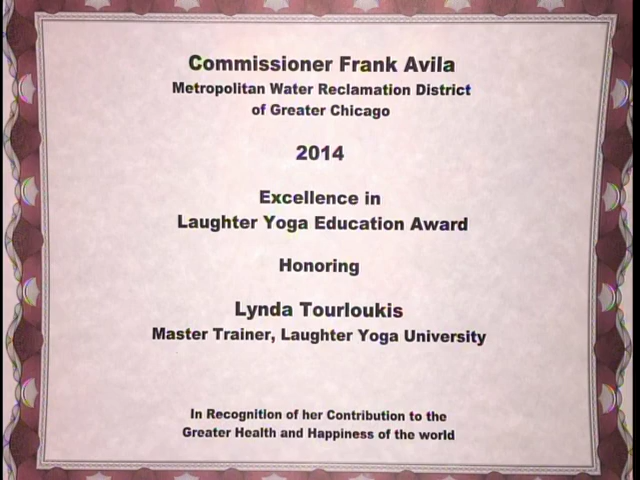 Commissioner Frank Avila
Metropolitan Water Reclamation District
of Greater Chicago
2014
Excellence in
Laughter Yoga Education Award
Honoring
Lynda Tourloukis
Master Trainer, Laughter Yoga University
In Recognition of her Contribution to the
Greater Health and Happiness of the world